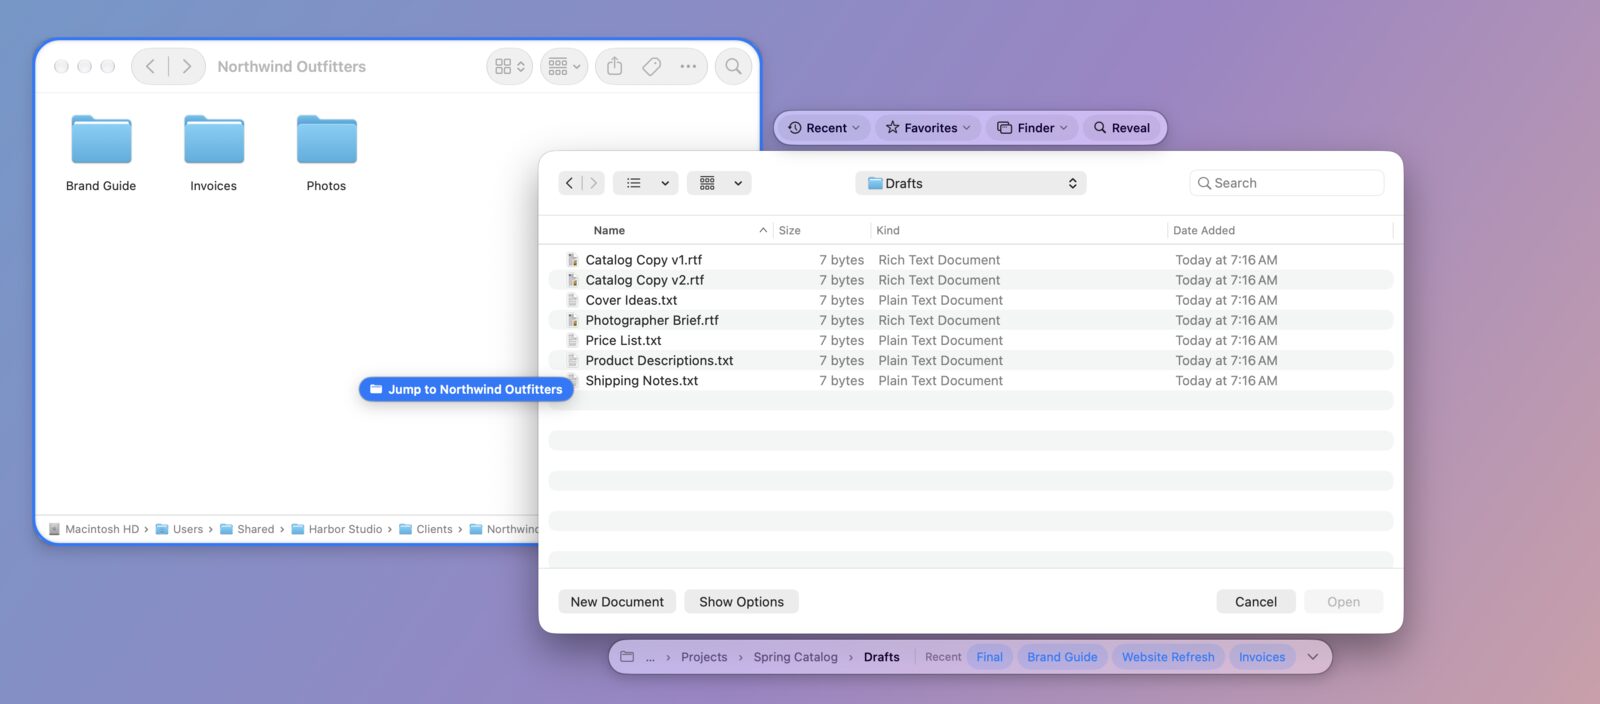 Northwind Outfitters
Brand Guide
Invoices
Photos
Recent
Favorites
Finder
Reveal
Drafts
Search
Name Size Kind Date Added
Catalog Copy v1.rtf 7 bytes Rich Text Document Today at 7:16 AM
Catalog Copy v2.rtf 7 bytes Rich Text Document Today at 7:16 AM
Cover Ideas.txt 7 bytes Plain Text Document Today at 7:16 AM
Photographer Brief.rtf 7 bytes Rich Text Document Today at 7:16 AM
Price List.txt 7 bytes Plain Text Document Today at 7:16 AM
Product Descriptions.txt 7 bytes Plain Text Document Today at 7:16 AM
Shipping Notes.txt 7 bytes Plain Text Document Today at 7:16 AM
Jump to Northwind Outfitters
Macintosh HD › Users › Shared › Harbor Studio › Clients › Northwind
New Document
Show Options
Cancel
Open
... › Projects › Spring Catalog › Drafts
Recent Final Brand Guide Website Refresh Invoices